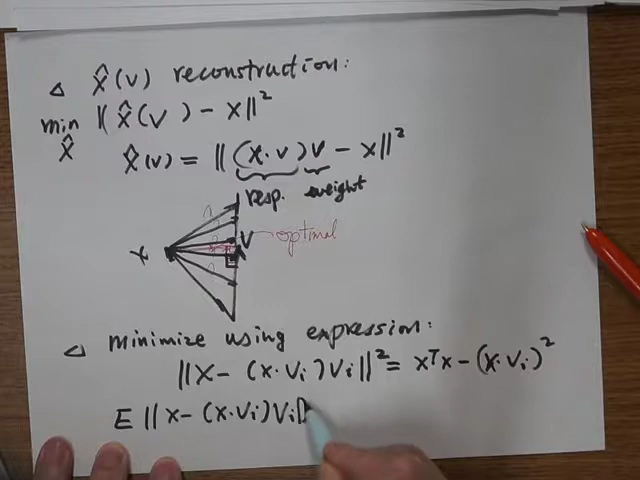 △ x̂(v) reconstruction:
min ‖x̂(v) - x‖²
x̂
x̂(v) = ‖(x·v)v - x‖²
resp. weight
v
optimal
x
△ minimize using expression:
‖x - (x·vᵢ)vᵢ‖² = xᵀx - (x·vᵢ)²
E ‖x - (x·vᵢ)vᵢ‖